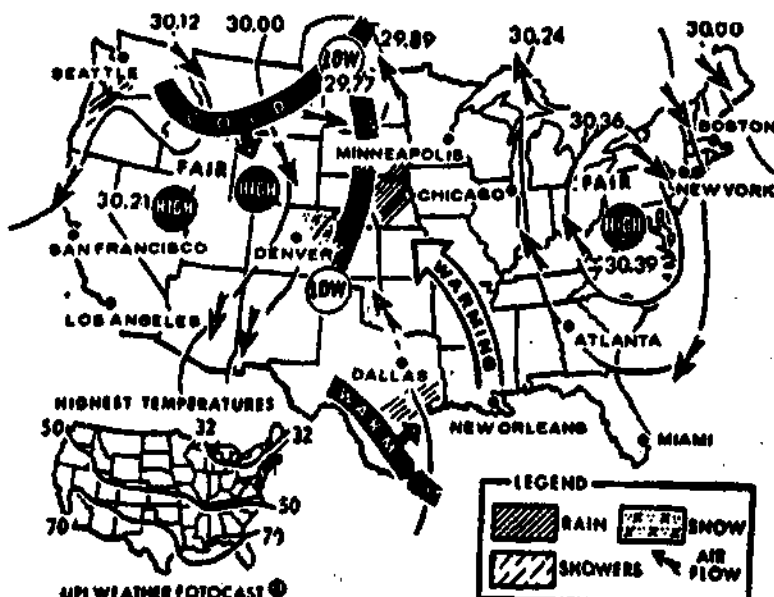 30.12
30.00
29.89
30.24
30.00
SEATTLE
LOW
29.77
COLD
30.36
BOSTON
MINNEAPOLIS
FAIR
FAIR
NEW YORK
CHICAGO
30.21
HIGH
HIGH
HIGH
SAN FRANCISCO
DENVER
30.39
LOW
WARMING
LOS ANGELES
ATLANTA
DALLAS
WARM
HIGHEST TEMPERATURES
NEW ORLEANS
MIAMI
50
32
32
50
70
70
LEGEND
RAIN
SNOW
SHOWERS
AIR
FLOW
UPI WEATHER FOTOCAST ®